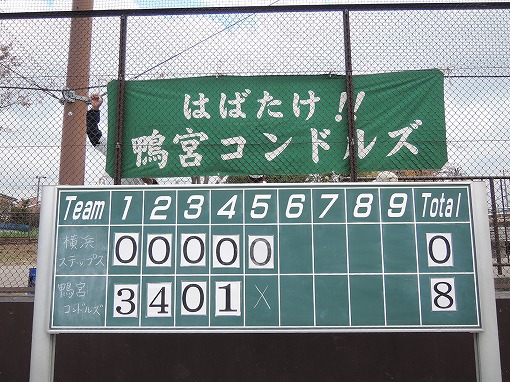 はばたけ!!
鴨宮コンドルズ
Team 1 2 3 4 5 6 7 8 9 Total
横浜ステップス 0 0 0 0 0 0
鴨宮コンドルズ 3 4 0 1 × 8